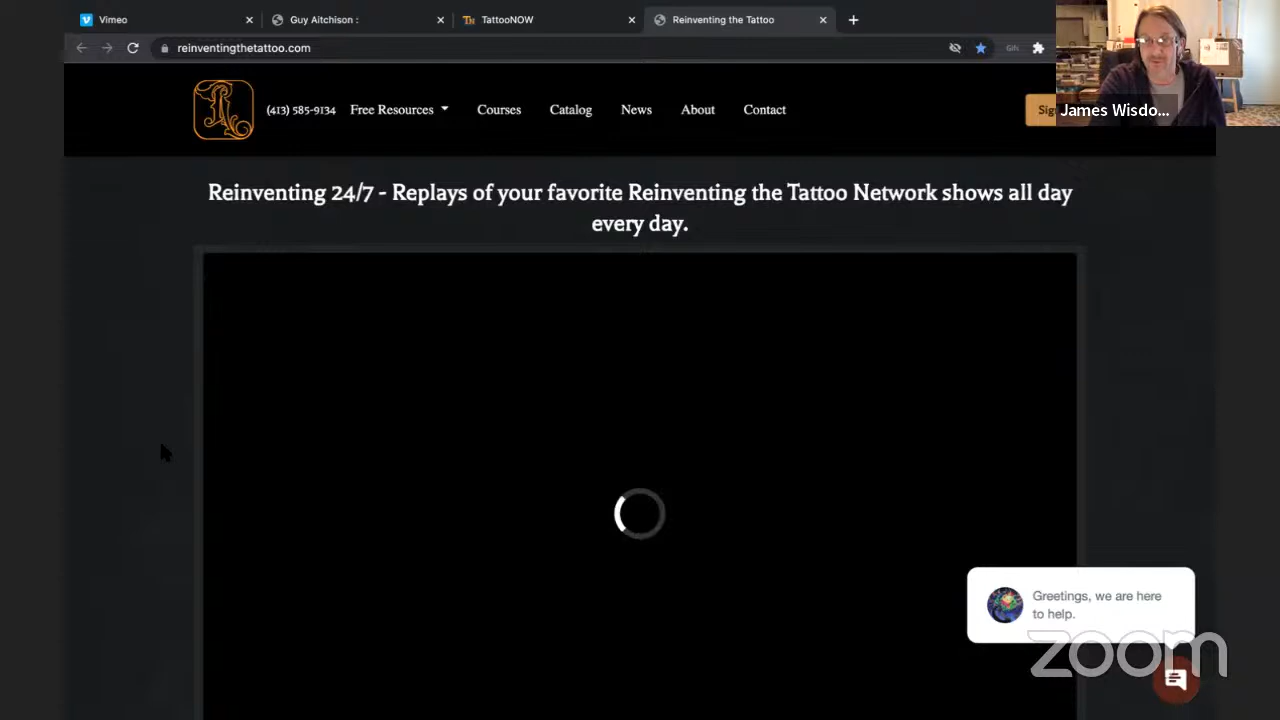 Vimeo
Guy Aitchison :
TattooNOW
Reinventing the Tattoo
reinventingthetattoo.com
(413) 585-9134 Free Resources Courses Catalog News About Contact
Sig
James Wisdo...
Reinventing 24/7 - Replays of your favorite Reinventing the Tattoo Network shows all day
every day.
Greetings, we are here
to help.
zoom